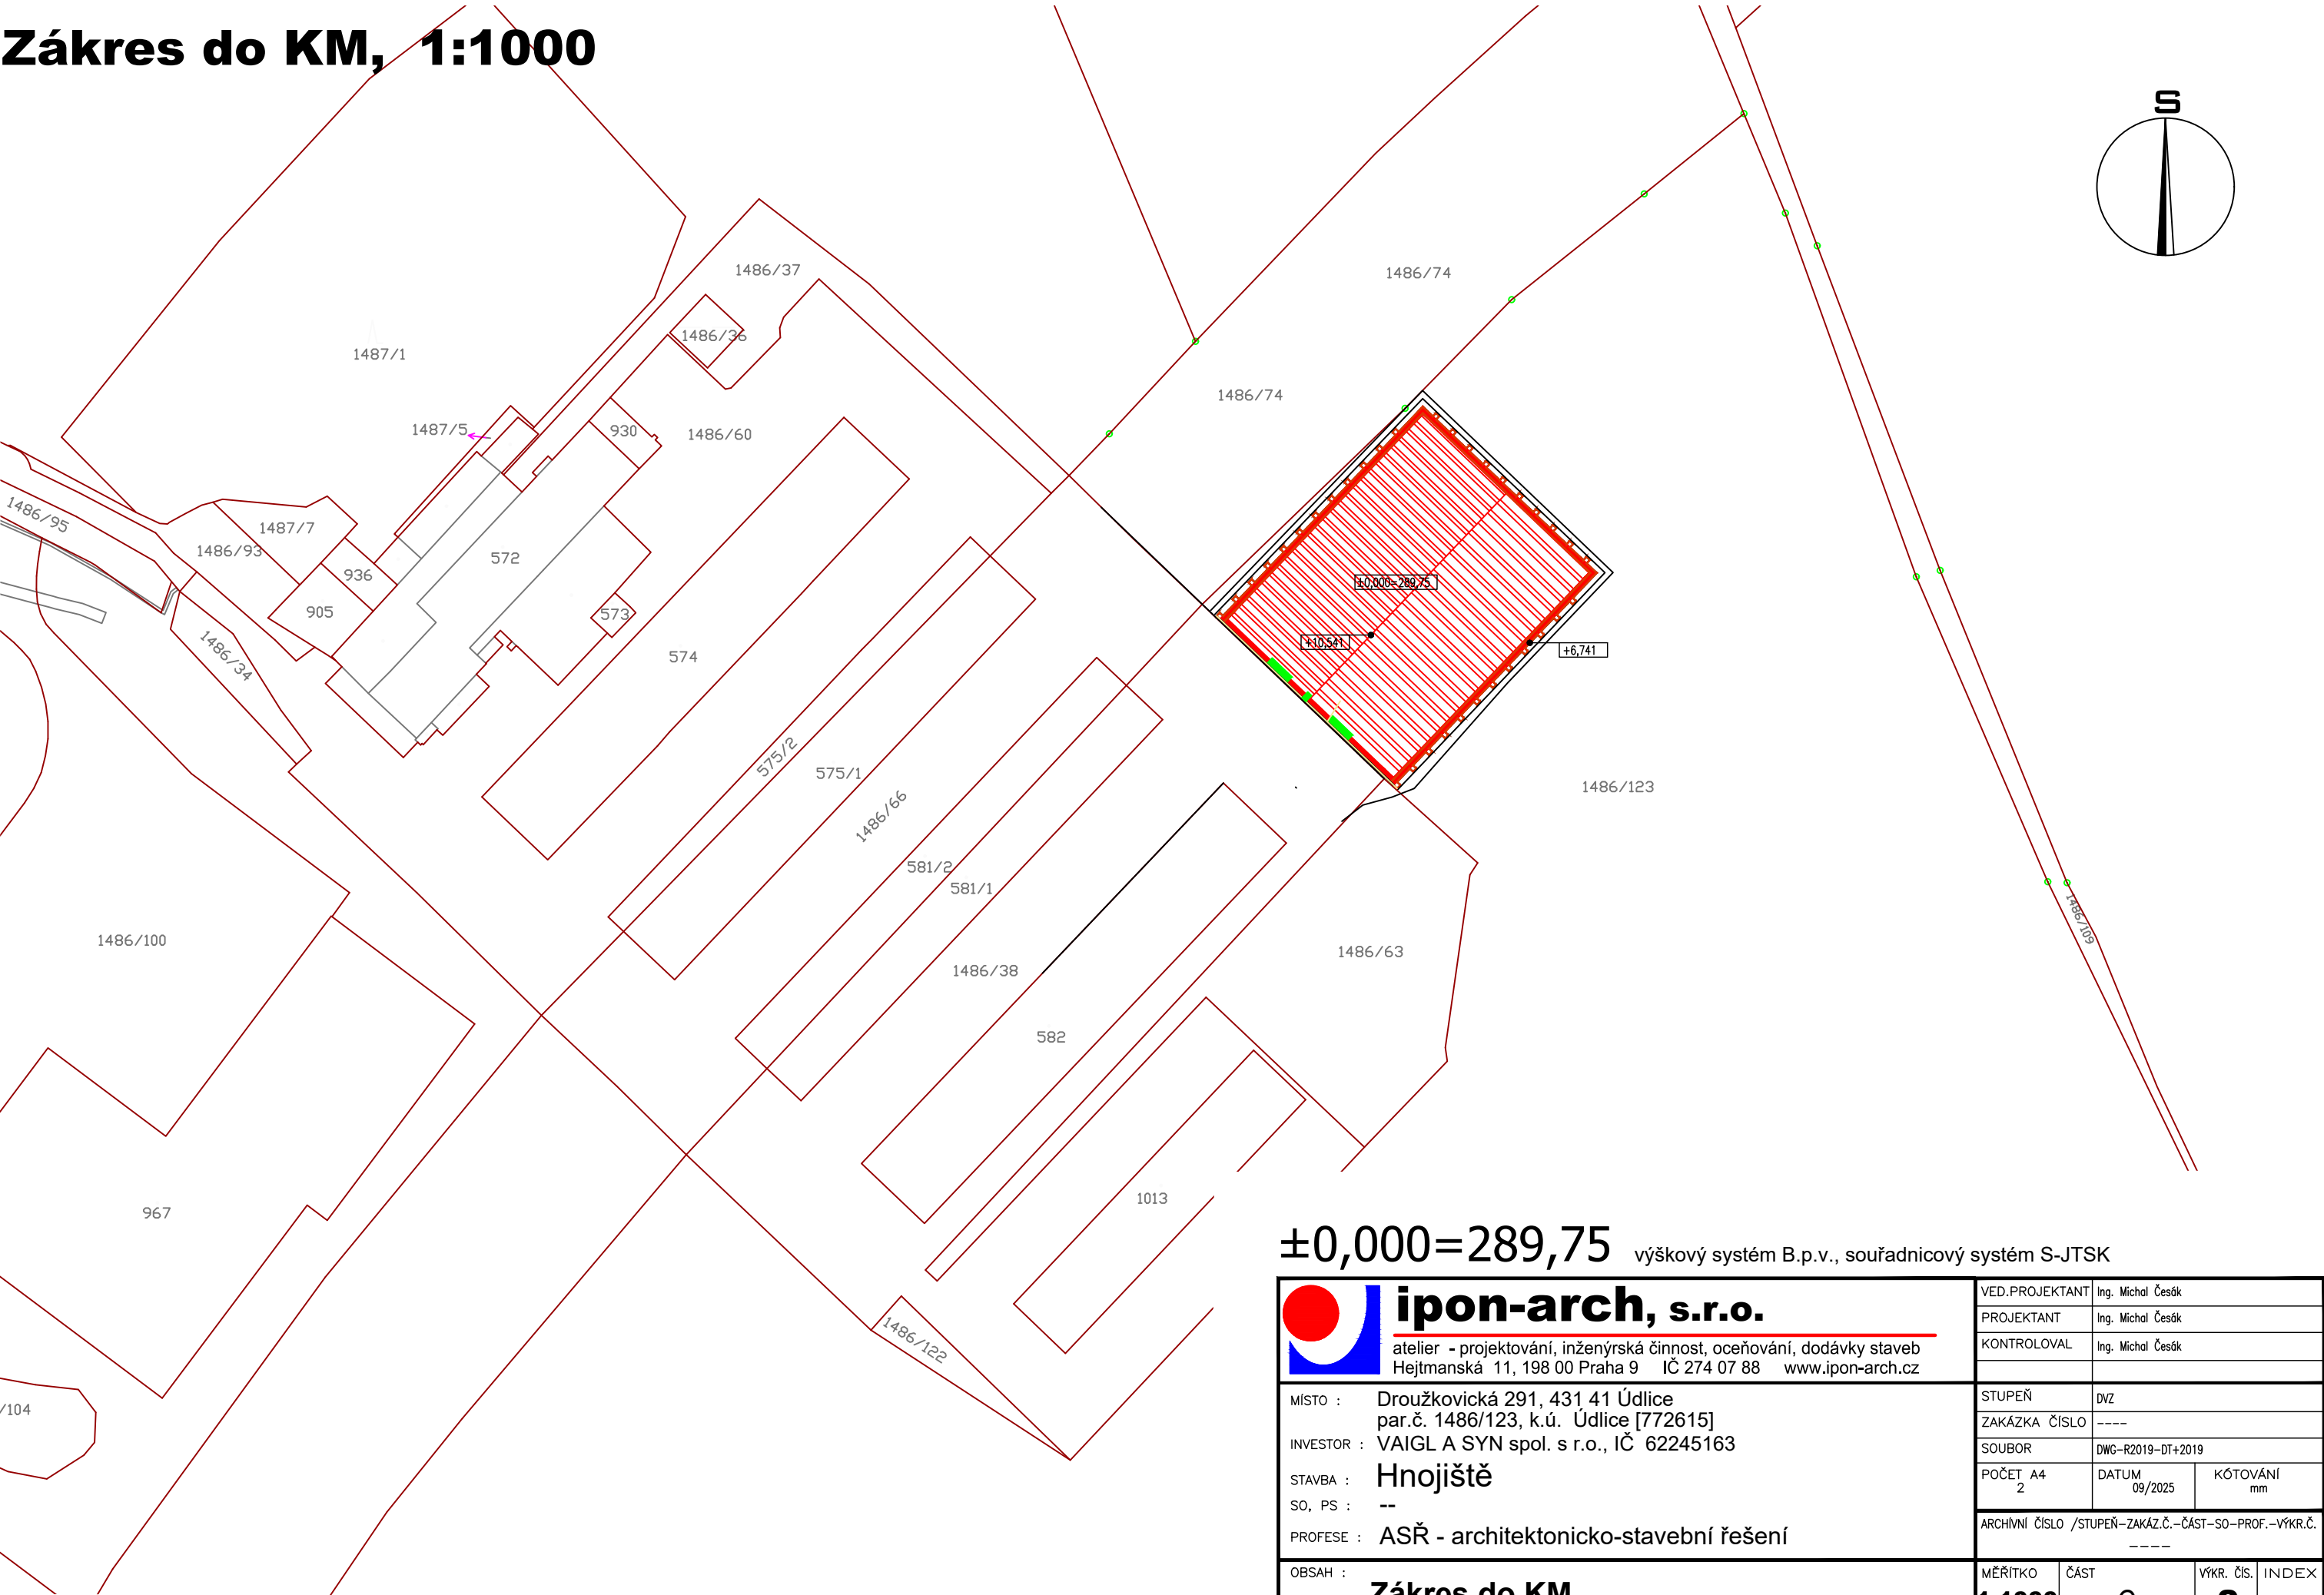 Zákres do KM, 1:1000
S
1486/37
1486/74
1486/36
1487/1
1486/74
1487/5
930
1486/60
1486/95
1487/7
1486/93
572
936
±0,000=289,75
905
573
1486/34
574
+10,541
+6,741
575/2
575/1
1486/123
1486/66
581/2
581/1
1486/109
1486/100
1486/63
1486/38
582
1013
967
1486/122
/104
±0,000=289,75 výškový systém B.p.v., souřadnicový systém S-JTSK
ipon-arch, s.r.o.
atelier - projektování, inženýrská činnost, oceňování, dodávky staveb
Hejtmanská 11, 198 00 Praha 9 IČ 274 07 88 www.ipon-arch.cz
VED.PROJEKTANT Ing. Michal Česák
PROJEKTANT Ing. Michal Česák
KONTROLOVAL Ing. Michal Česák
MÍSTO : Droužkovická 291, 431 41 Údlice
par.č. 1486/123, k.ú. Údlice [772615]
INVESTOR : VAIGL A SYN spol. s r.o., IČ 62245163
STAVBA : Hnojiště
SO, PS : --
PROFESE : ASŘ - architektonicko-stavební řešení
STUPEŇ DVZ
ZAKÁZKA ČÍSLO ----
SOUBOR DWG-R2019-DT+2019
POČET A4 DATUM KÓTOVÁNÍ
2 09/2025 mm
ARCHÍVNÍ ČÍSLO /STUPEŇ-ZAKÁZ.Č.-ČÁST-SO-PROF.-VÝKR.Č.
----
OBSAH :
Zákres do KM
MĚŘÍTKO ČÁST VÝKR. ČÍS. INDEX
1:1000